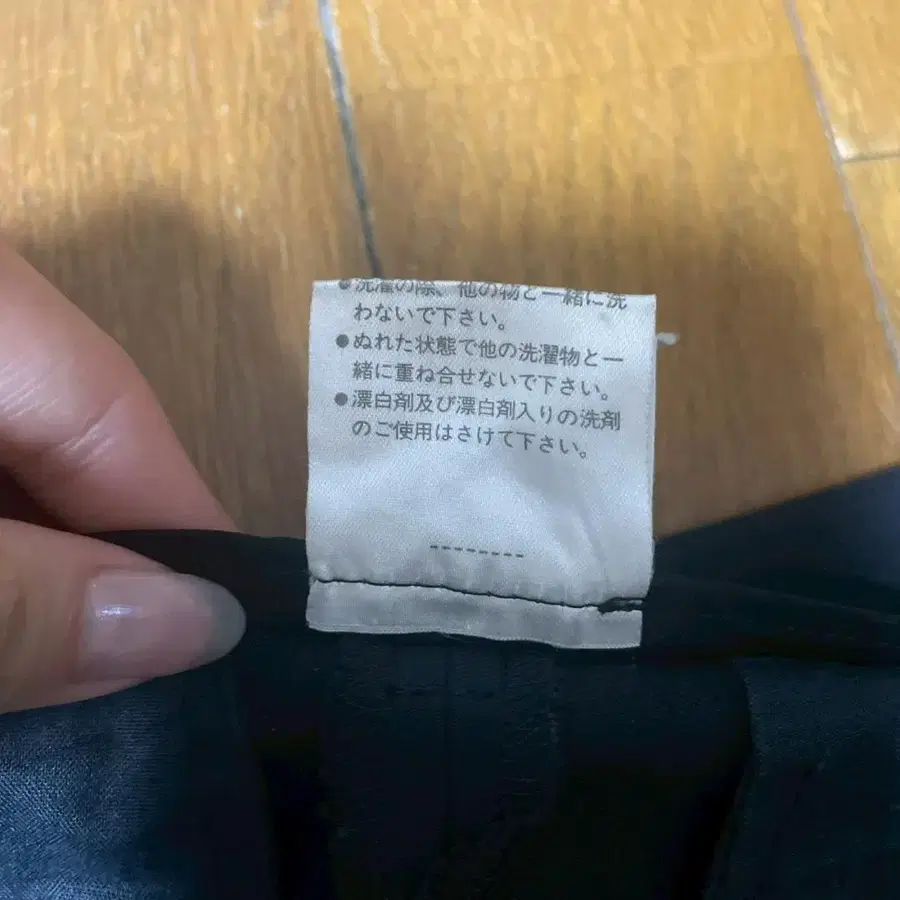 ●洗濯の際、他の物と一緒に洗
わないで下さい。
●ぬれた状態で他の洗濯物と一
緒に重ね合せないで下さい。
●漂白剤及び漂白剤入りの洗剤
のご使用はさけて下さい。
--------